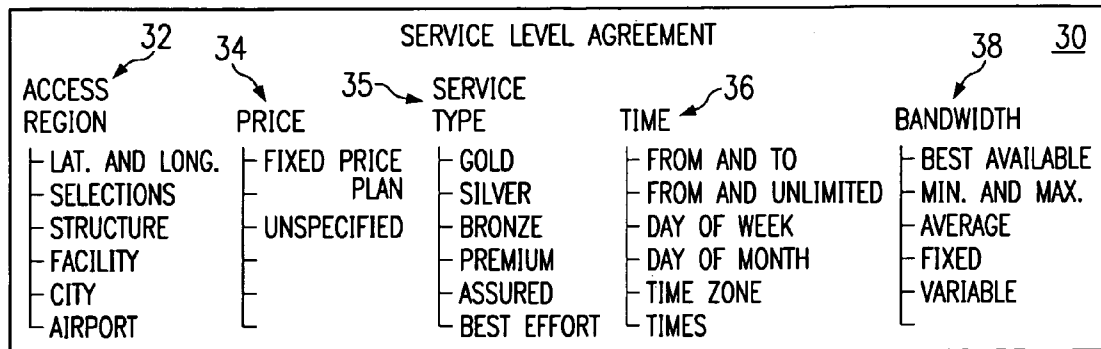 SERVICE LEVEL AGREEMENT
30
32
ACCESS
REGION
LAT. AND LONG.
SELECTIONS
STRUCTURE
FACILITY
CITY
AIRPORT
34
PRICE
FIXED PRICE
PLAN
UNSPECIFIED
35
SERVICE
TYPE
GOLD
SILVER
BRONZE
PREMIUM
ASSURED
BEST EFFORT
36
TIME
FROM AND TO
FROM AND UNLIMITED
DAY OF WEEK
DAY OF MONTH
TIME ZONE
TIMES
38
BANDWIDTH
BEST AVAILABLE
MIN. AND MAX.
AVERAGE
FIXED
VARIABLE